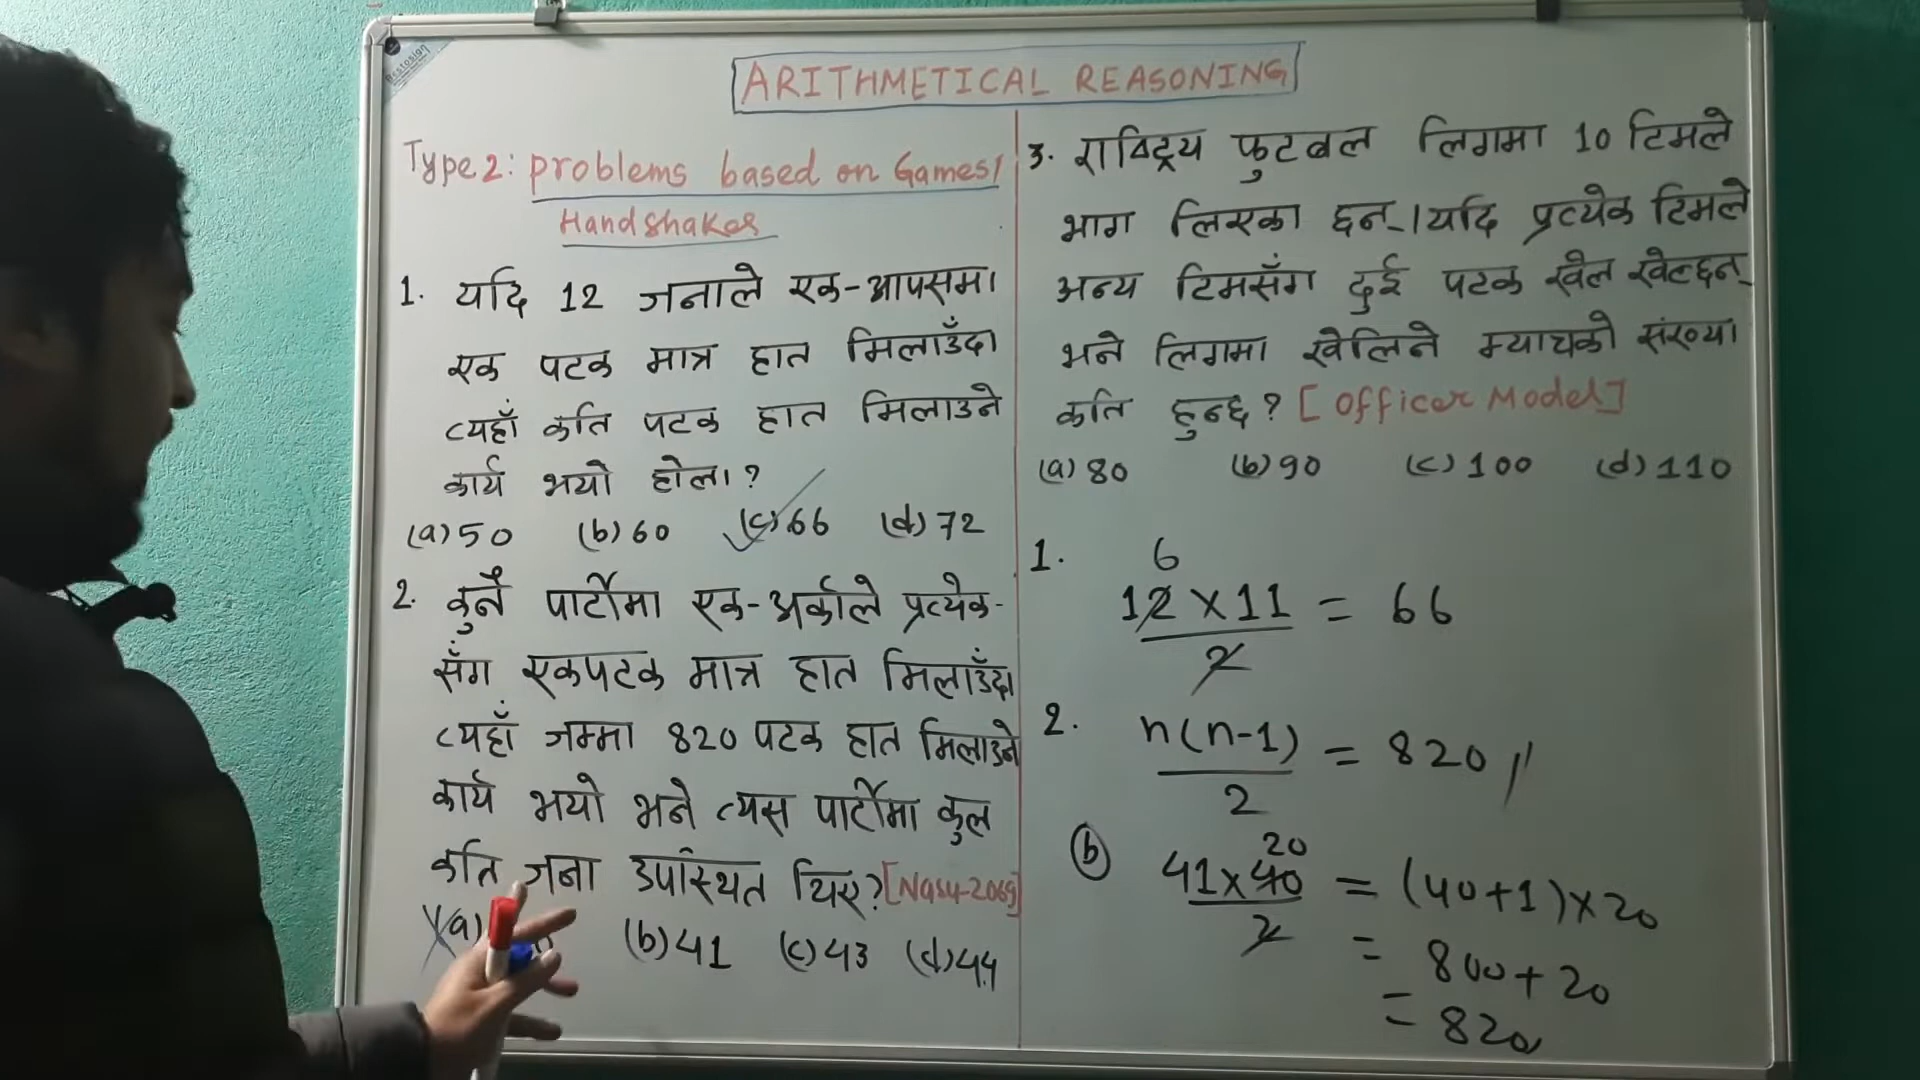 ARITHMETICAL REASONING
Type 2: problems based on Games/
Handshakes
1. यदि 12 जनाले एक-आपसमा
एक पटक मात्र हात मिलाउँदा
त्यहाँ कति पटक हात मिलाउने
कार्य भयो होला?
(a) 50 (b) 60 (c) 66 (d) 72
2. कुनै पार्टीमा एक-अर्काले प्रत्येक-
सँग एकपटक मात्र हात मिलाउँदा
त्यहाँ जम्मा 820 पटक हात मिलाउने
कार्य भयो भने त्यस पार्टीमा कुल
कति जना उपस्थित थिए? [Nasu-2069]
(a) (b) 41 (c) 43 (d) 44
3. राष्ट्रिय फुटबल लिगमा 10 टिमले
भाग लिएका छन्। यदि प्रत्येक टिमले
अन्य टिमसँग दुई पटक खेल खेल्छन्
भने लिगमा खेलिने म्याचको संख्या
कति हुन्छ? [Officer Model]
(a) 80 (b) 90 (c) 100 (d) 110
1. 6
12 x 11 = 66
2
2. n(n-1) = 820
2
(b) 20
41 x 40 = (40+1) x 20
2
= 800 + 20
= 820